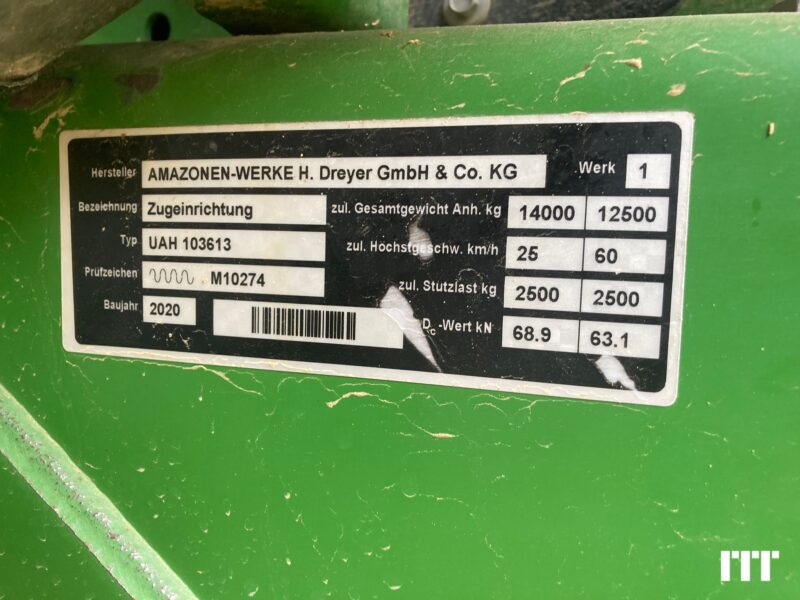 Hersteller AMAZONEN-WERKE H. Dreyer GmbH & Co. KG Werk 1
Bezeichnung Zugeinrichtung zul. Gesamtgewicht Anh. kg 14000 12500
Typ UAH 103613 zul. Höchstgeschw. km/h 25 60
Prüfzeichen M10274 zul. Stützlast kg 2500 2500
Baujahr 2020 Dc-Wert kN 68.9 63.1
ITT